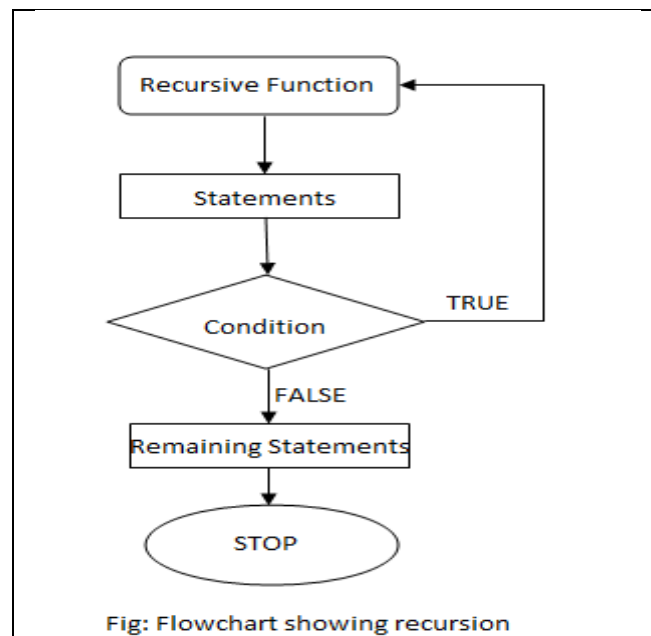 Recursive Function
Statements
Condition
TRUE
FALSE
Remaining Statements
STOP
Fig: Flowchart showing recursion